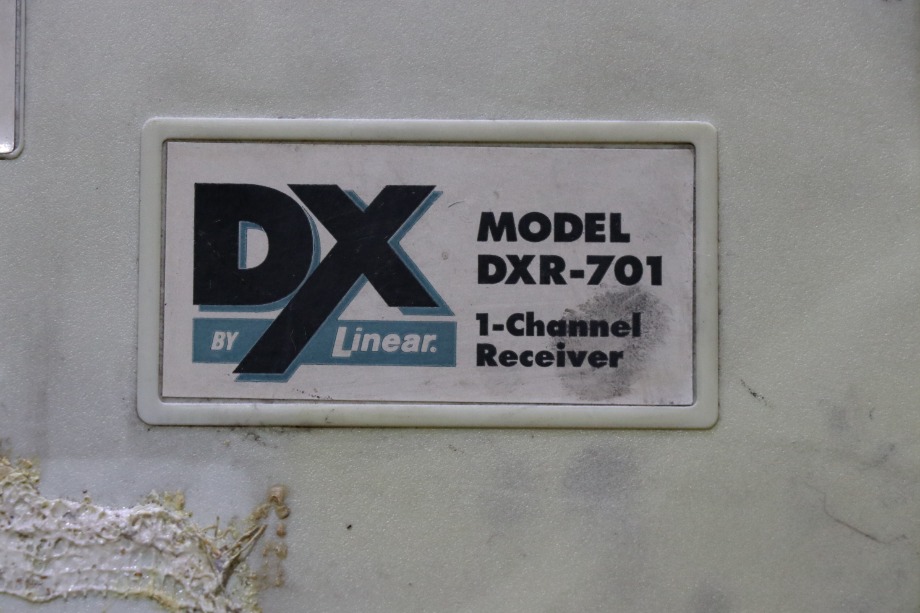 DX
BY Linear.
MODEL
DXR-701
1-Channel
Receiver